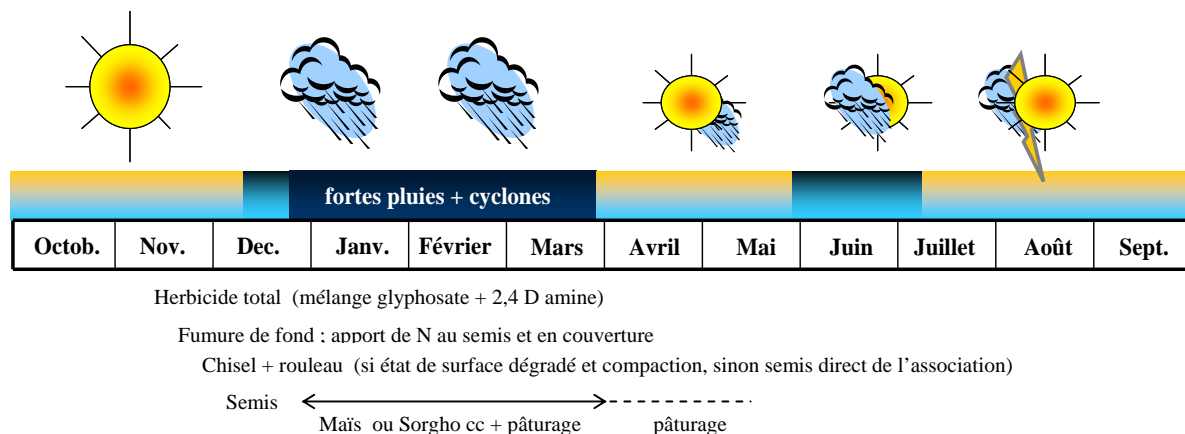 fortes pluies + cyclones
Octob. Nov. Dec. Janv. Février Mars Avril Mai Juin Juillet Août Sept.
Herbicide total (mélange glyphosate + 2,4 D amine)
Fumure de fond ; apport de N au semis et en couverture
Chisel + rouleau (si état de surface dégradé et compaction, sinon semis direct de l’association)
Semis
Maïs ou Sorgho cc + pâturage pâturage